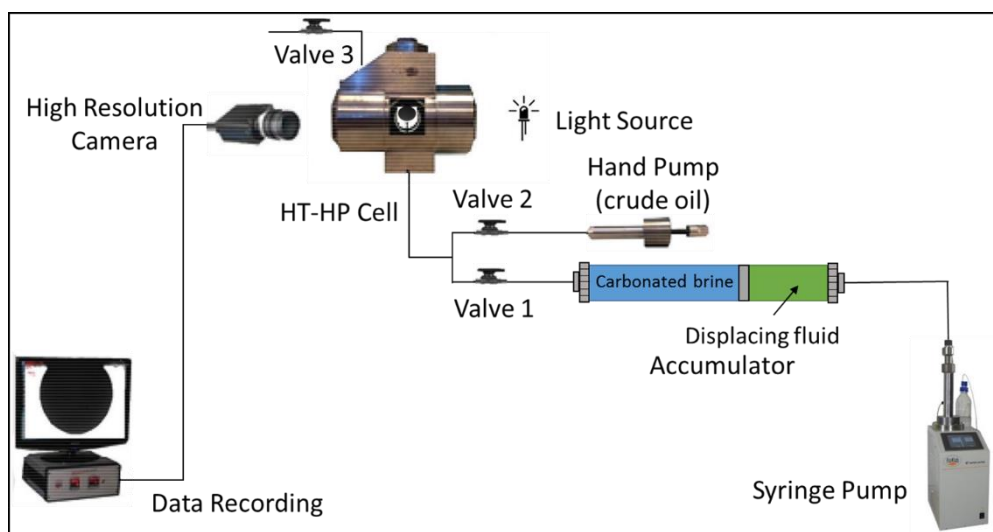 Valve 3
High Resolution
Camera
Light Source
Hand Pump
(crude oil)
HT-HP Cell
Valve 2
Carbonated brine
Valve 1
Displacing fluid
Accumulator
Data Recording
Syringe Pump